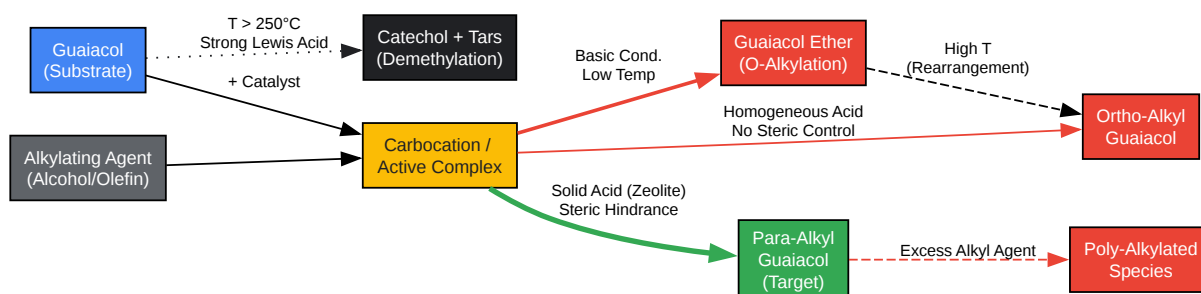 Guaiacol
(Substrate)
T > 250°C
Strong Lewis Acid
Catechol + Tars
(Demethylation)
+ Catalyst
Alkylating Agent
(Alcohol/Olefin)
Carbocation /
Active Complex
Basic Cond.
Low Temp
Guaiacol Ether
(O-Alkylation)
High T
(Rearrangement)
Homogeneous Acid
No Steric Control
Ortho-Alkyl
Guaiacol
Solid Acid (Zeolite)
Steric Hindrance
Para-Alkyl
Guaiacol
(Target)
Excess Alkyl Agent
Poly-Alkylated
Species